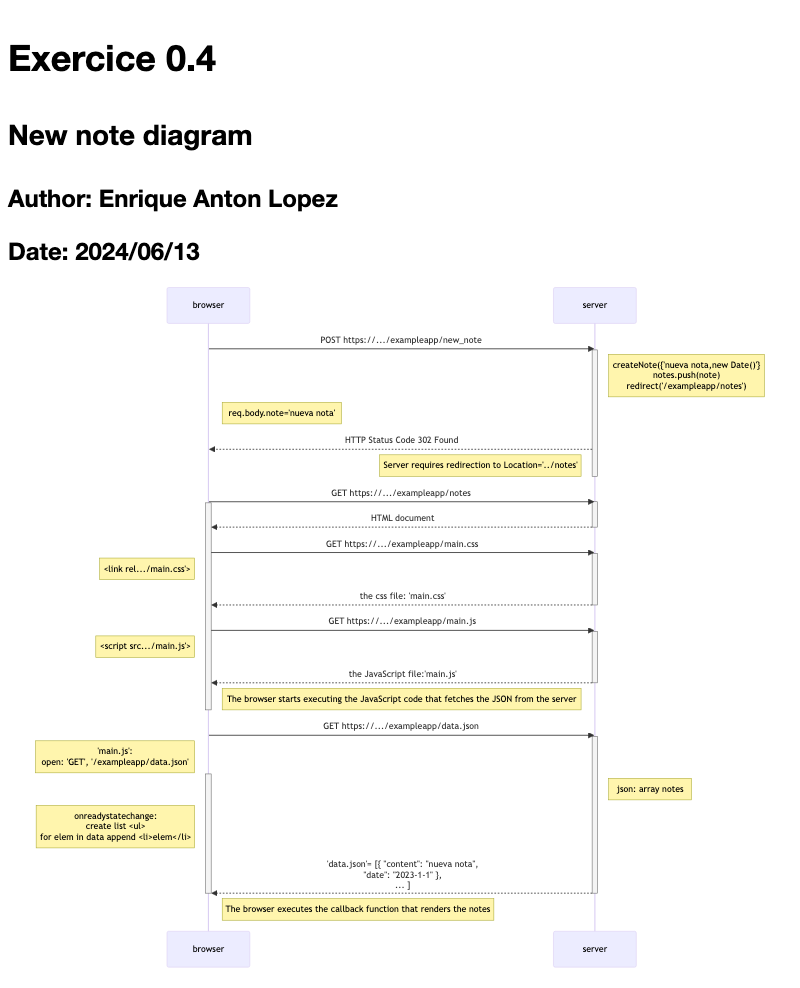 Exercice 0.4
New note diagram
Author: Enrique Anton Lopez
Date: 2024/06/13
browser
server
POST https://.../exampleapp/new_note
createNote({'nueva nota,new Date()'}
notes.push(note)
redirect('/exampleapp/notes')
req.body.note='nueva nota'
HTTP Status Code 302 Found
Server requires redirection to Location='../notes'
GET https://.../exampleapp/notes
HTML document
GET https://.../exampleapp/main.css
<link rel.../main.css'>
the css file: 'main.css'
GET https://.../exampleapp/main.js
<script src.../main.js'>
the JavaScript file:'main.js'
The browser starts executing the JavaScript code that fetches the JSON from the server
GET https://.../exampleapp/data.json
'main.js':
open: 'GET', '/exampleapp/data.json'
json: array notes
onreadystatechange:
create list <ul>
for elem in data append <li>elem</li>
'data.json'= [{ "content": "nueva nota",
"date": "2023-1-1" },
... ]
The browser executes the callback function that renders the notes
browser
server